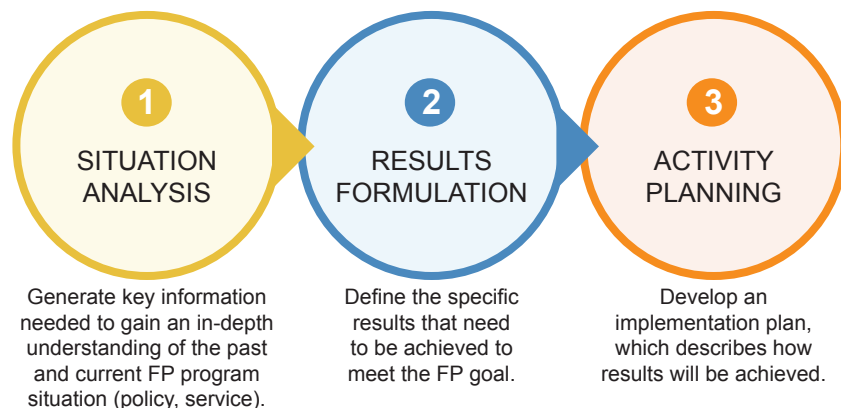 1
SITUATION
ANALYSIS
Generate key information
needed to gain an in-depth
understanding of the past
and current FP program
situation (policy, service).
2
RESULTS
FORMULATION
Define the specific
results that need
to be achieved to
meet the FP goal.
3
ACTIVITY
PLANNING
Develop an
implementation plan,
which describes how
results will be achieved.